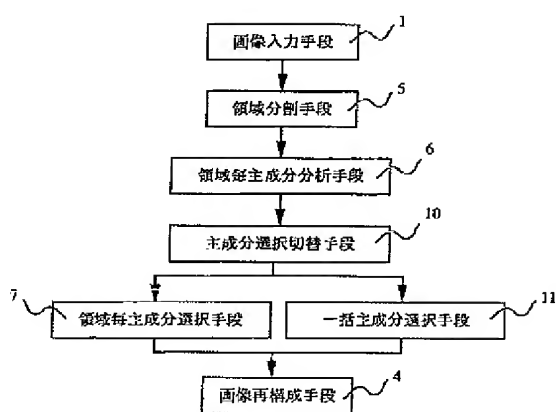 1
画像入力手段
5
領域分割手段
6
領域毎主成分分析手段
10
主成分選択切替手段
7
領域毎主成分選択手段
11
一括主成分選択手段
4
画像再構成手段